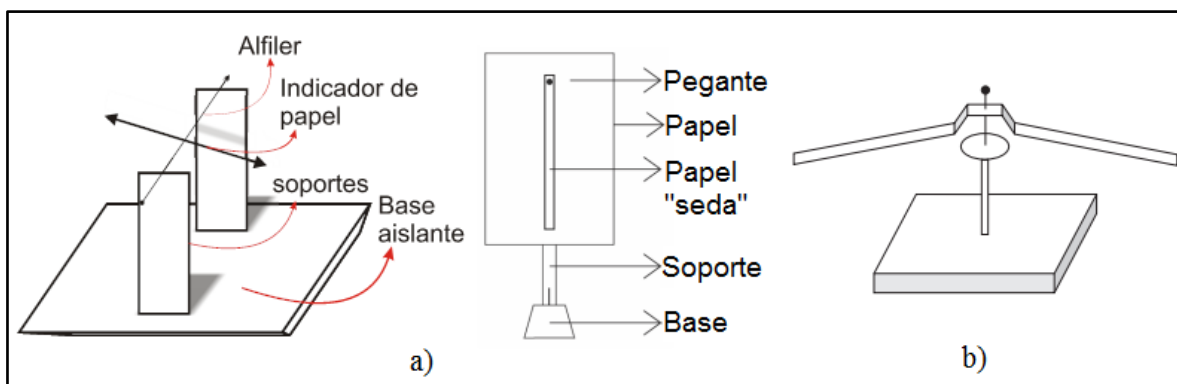 Alfiler
Indicador de
papel
soportes
Base
aislante
a)
Pegante
Papel
Papel
"seda"
Soporte
Base
b)